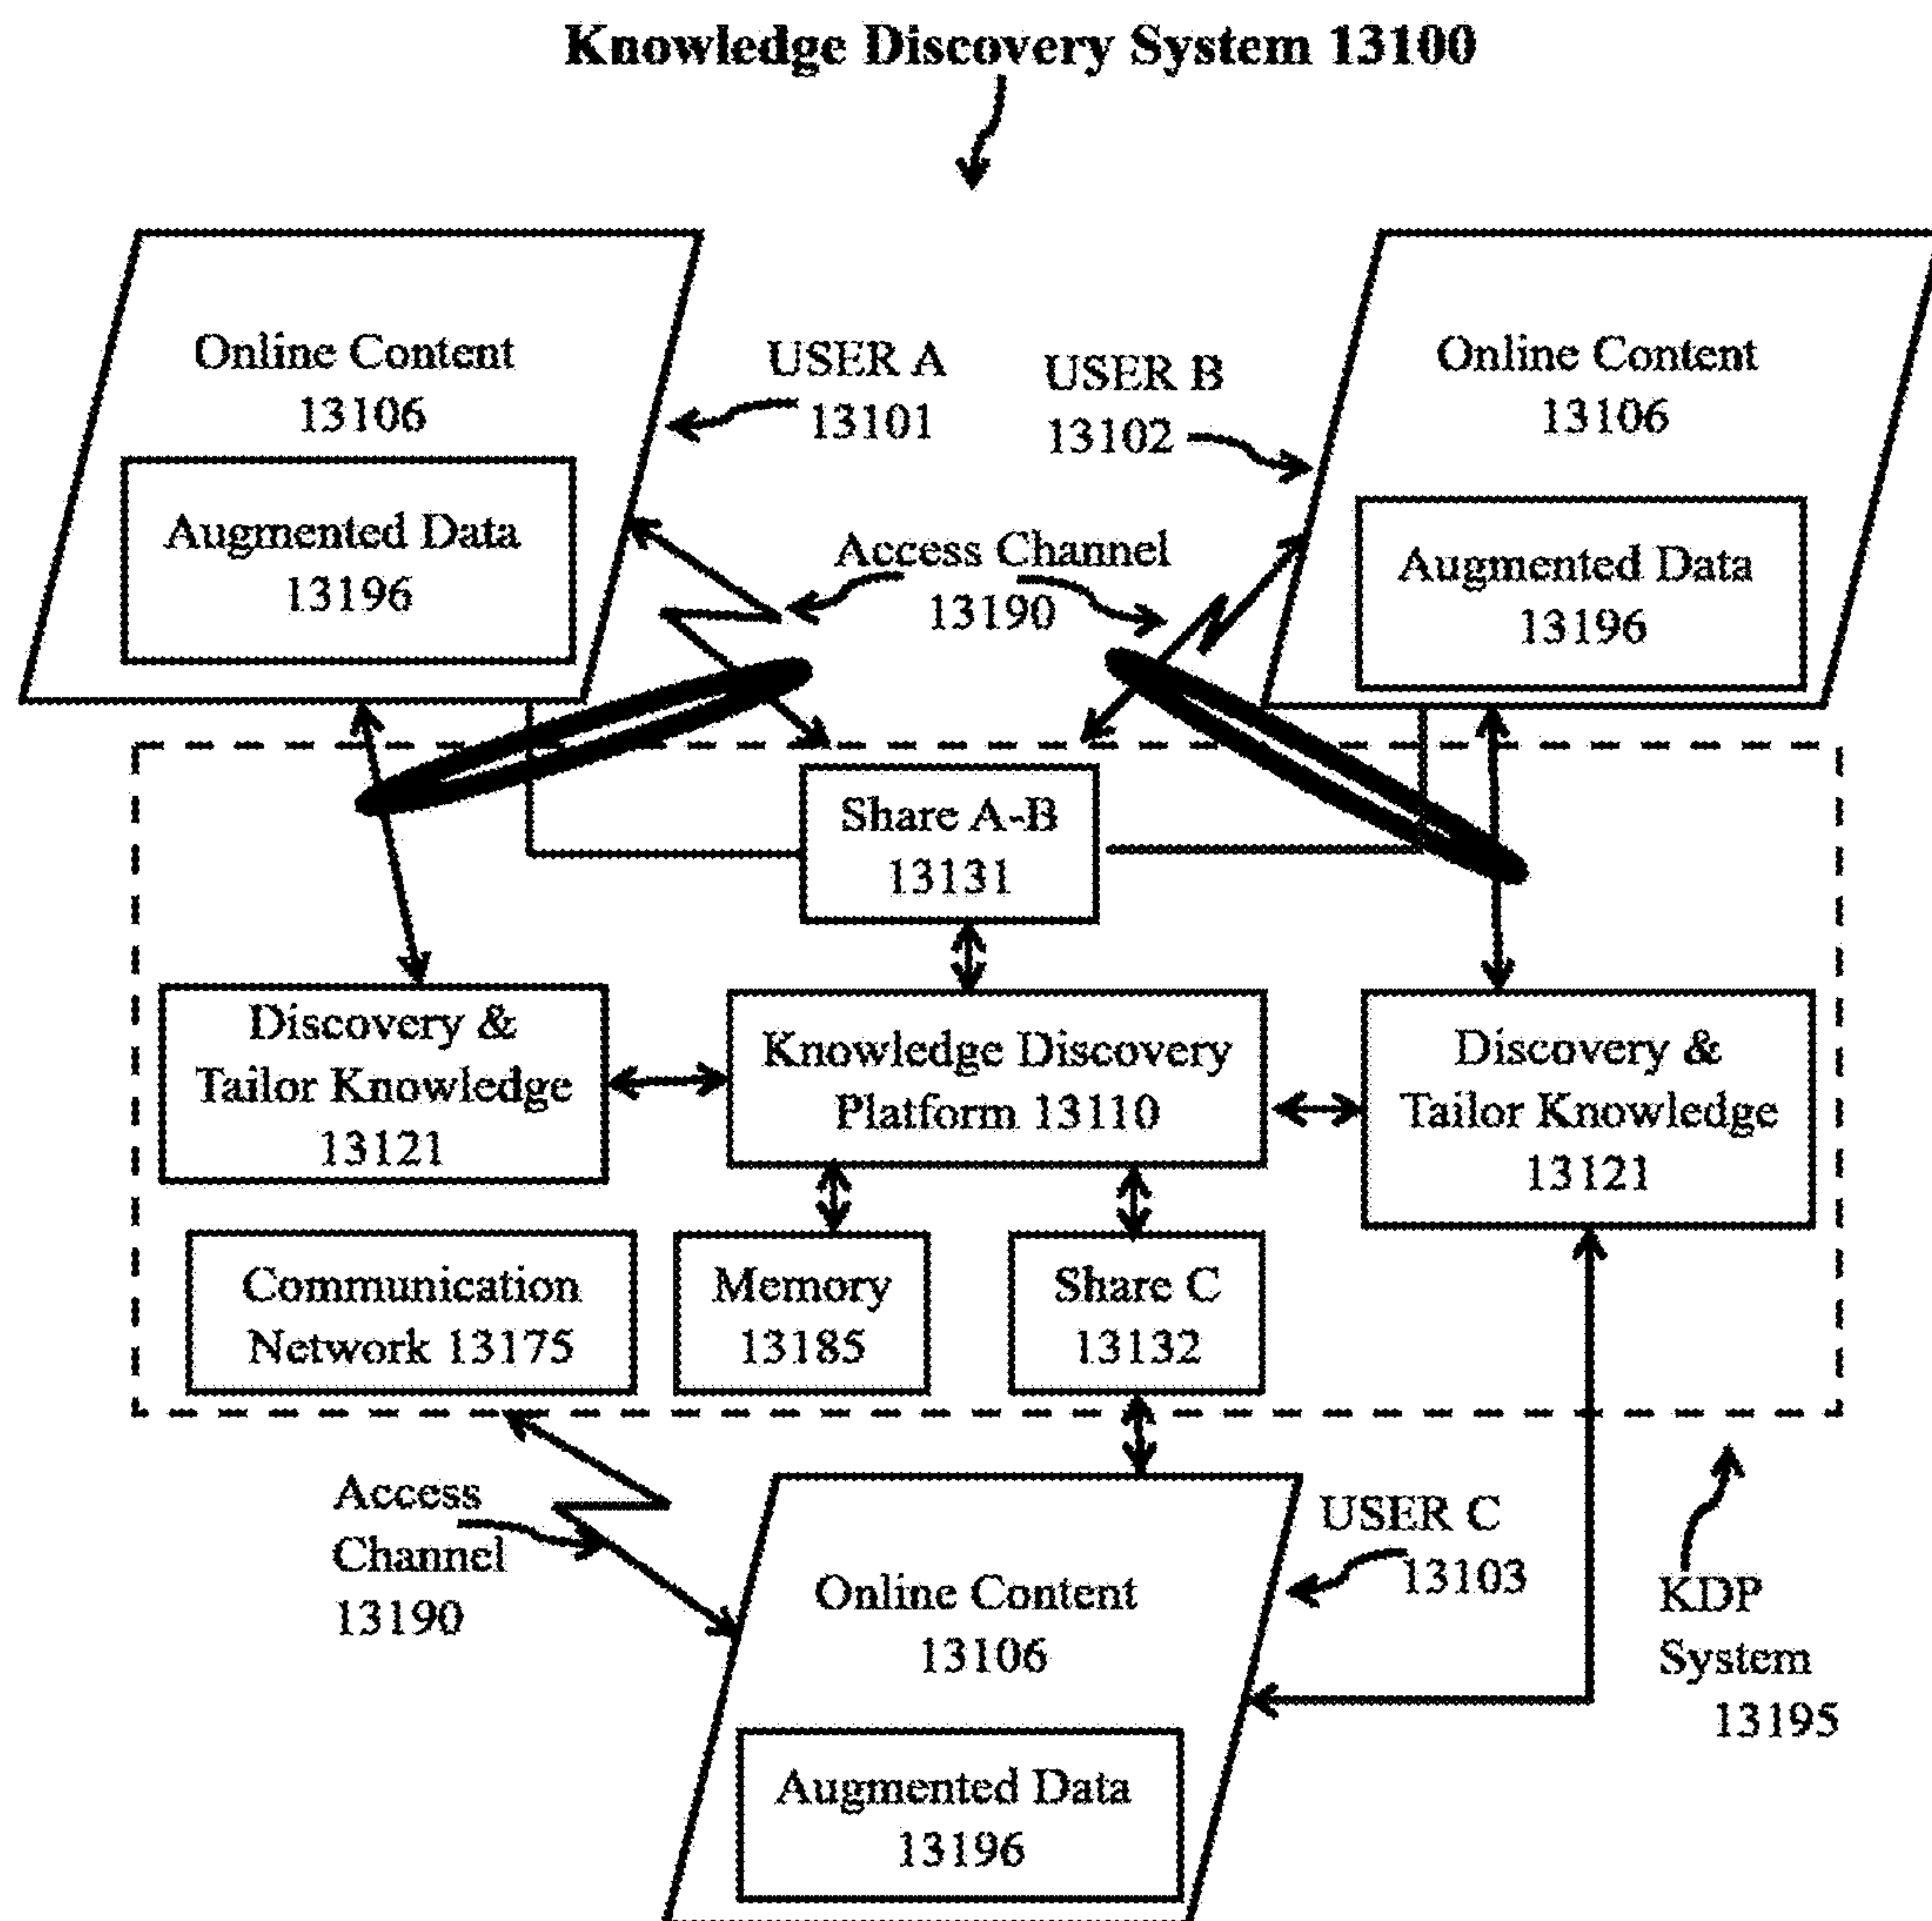 Knowledge Discovery System 13100
Online Content
13106
Augmented Data
13196
USER A
13101
USER B
13102
Online Content
13106
Augmented Data
13196
Access Channel
13190
Share A-B
13131
Discovery &
Tailor Knowledge
13121
Knowledge Discovery
Platform 13110
Discovery &
Tailor Knowledge
13121
Communication
Network 13175
Memory
13185
Share C
13132
Access
Channel
13190
Online Content
13106
Augmented Data
13196
USER C
13103
KDP
System
13195